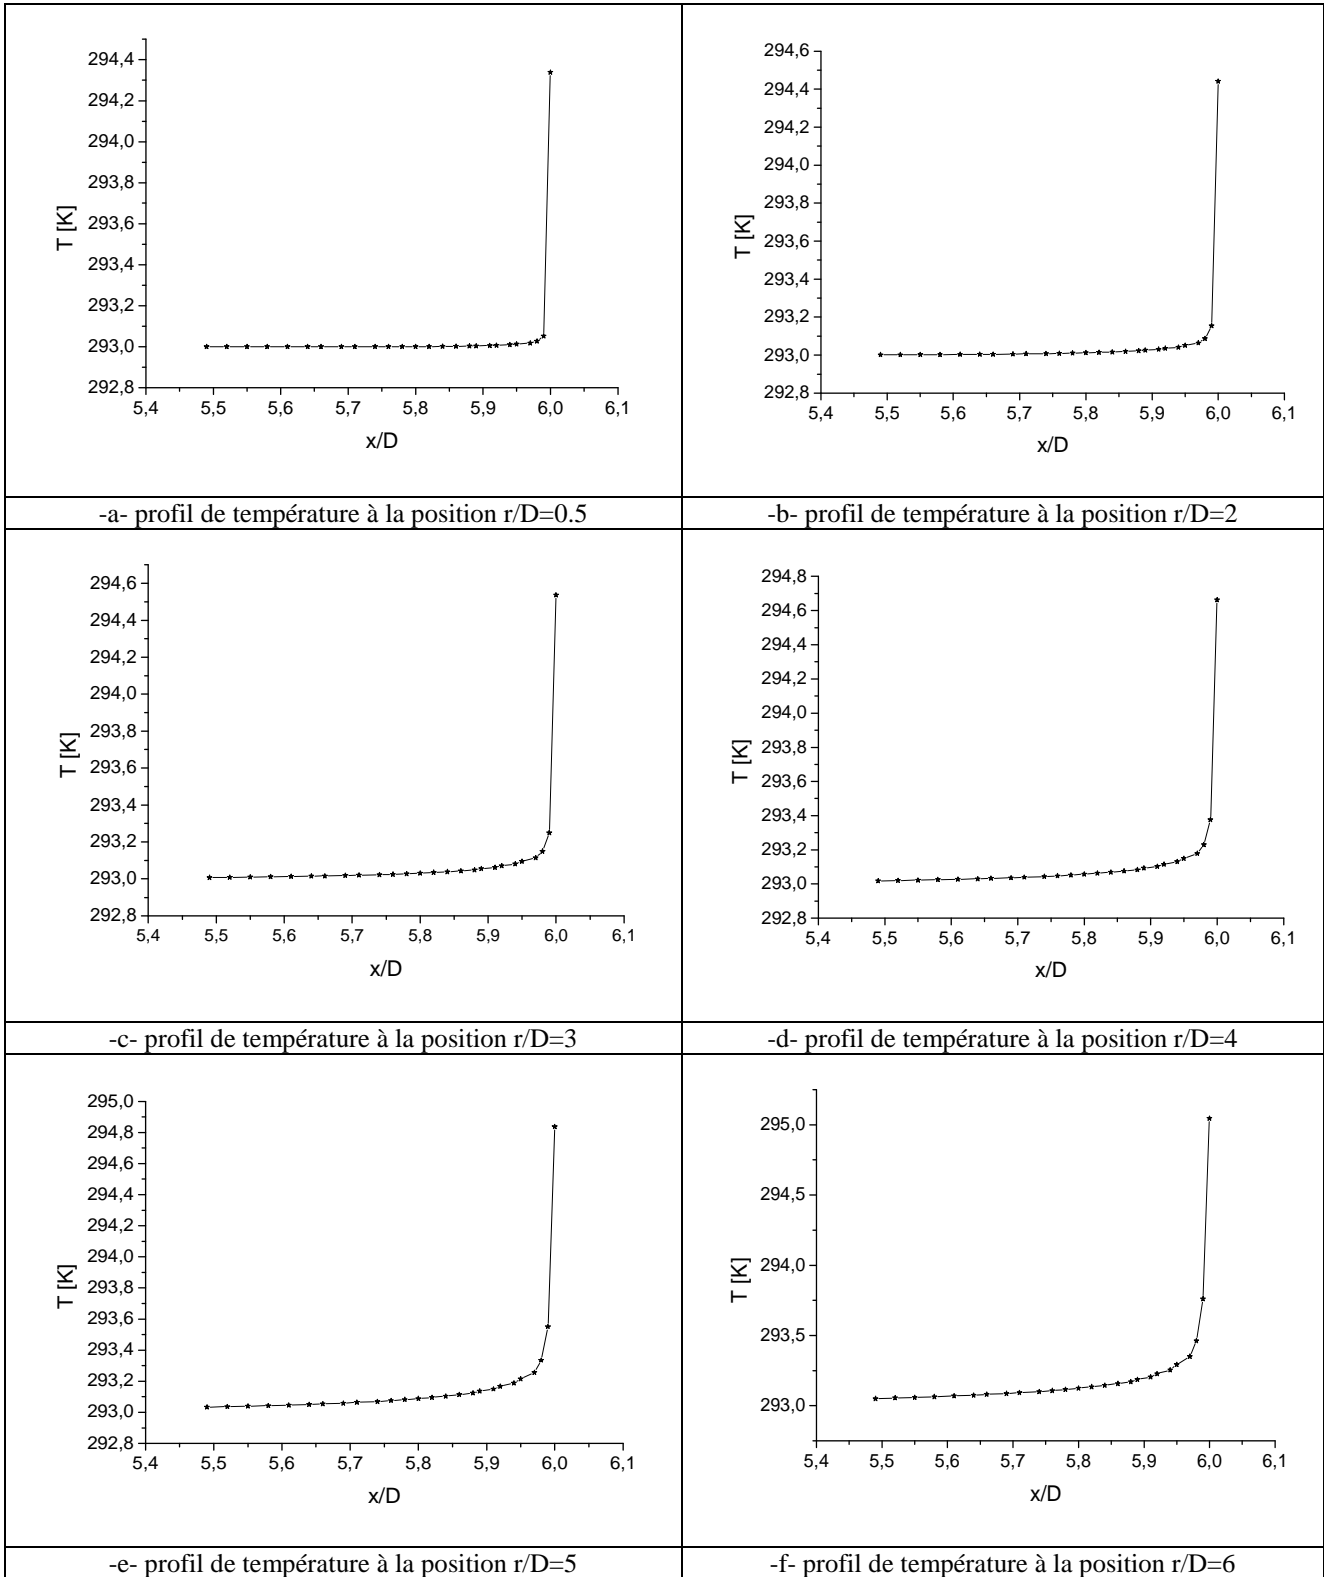 294,4
294,2
294,0
293,8
293,6
293,4
293,2
293,0
292,8
T [K]
5,4 5,5 5,6 5,7 5,8 5,9 6,0 6,1
x/D
294,6
294,4
294,2
294,0
293,8
293,6
293,4
293,2
293,0
292,8
T [K]
5,4 5,5 5,6 5,7 5,8 5,9 6,0 6,1
x/D
-a- profil de température à la position r/D=0.5
-b- profil de température à la position r/D=2
294,6
294,4
294,2
294,0
293,8
293,6
293,4
293,2
293,0
292,8
T [K]
5,4 5,5 5,6 5,7 5,8 5,9 6,0 6,1
x/D
294,8
294,6
294,4
294,2
294,0
293,8
293,6
293,4
293,2
293,0
292,8
T [K]
5,4 5,5 5,6 5,7 5,8 5,9 6,0 6,1
x/D
-c- profil de température à la position r/D=3
-d- profil de température à la position r/D=4
295,0
294,8
294,6
294,4
294,2
294,0
293,8
293,6
293,4
293,2
293,0
292,8
T [K]
5,4 5,5 5,6 5,7 5,8 5,9 6,0 6,1
x/D
295,0
294,5
294,0
293,5
293,0
T [K]
5,4 5,5 5,6 5,7 5,8 5,9 6,0 6,1
x/D
-e- profil de température à la position r/D=5
-f- profil de température à la position r/D=6